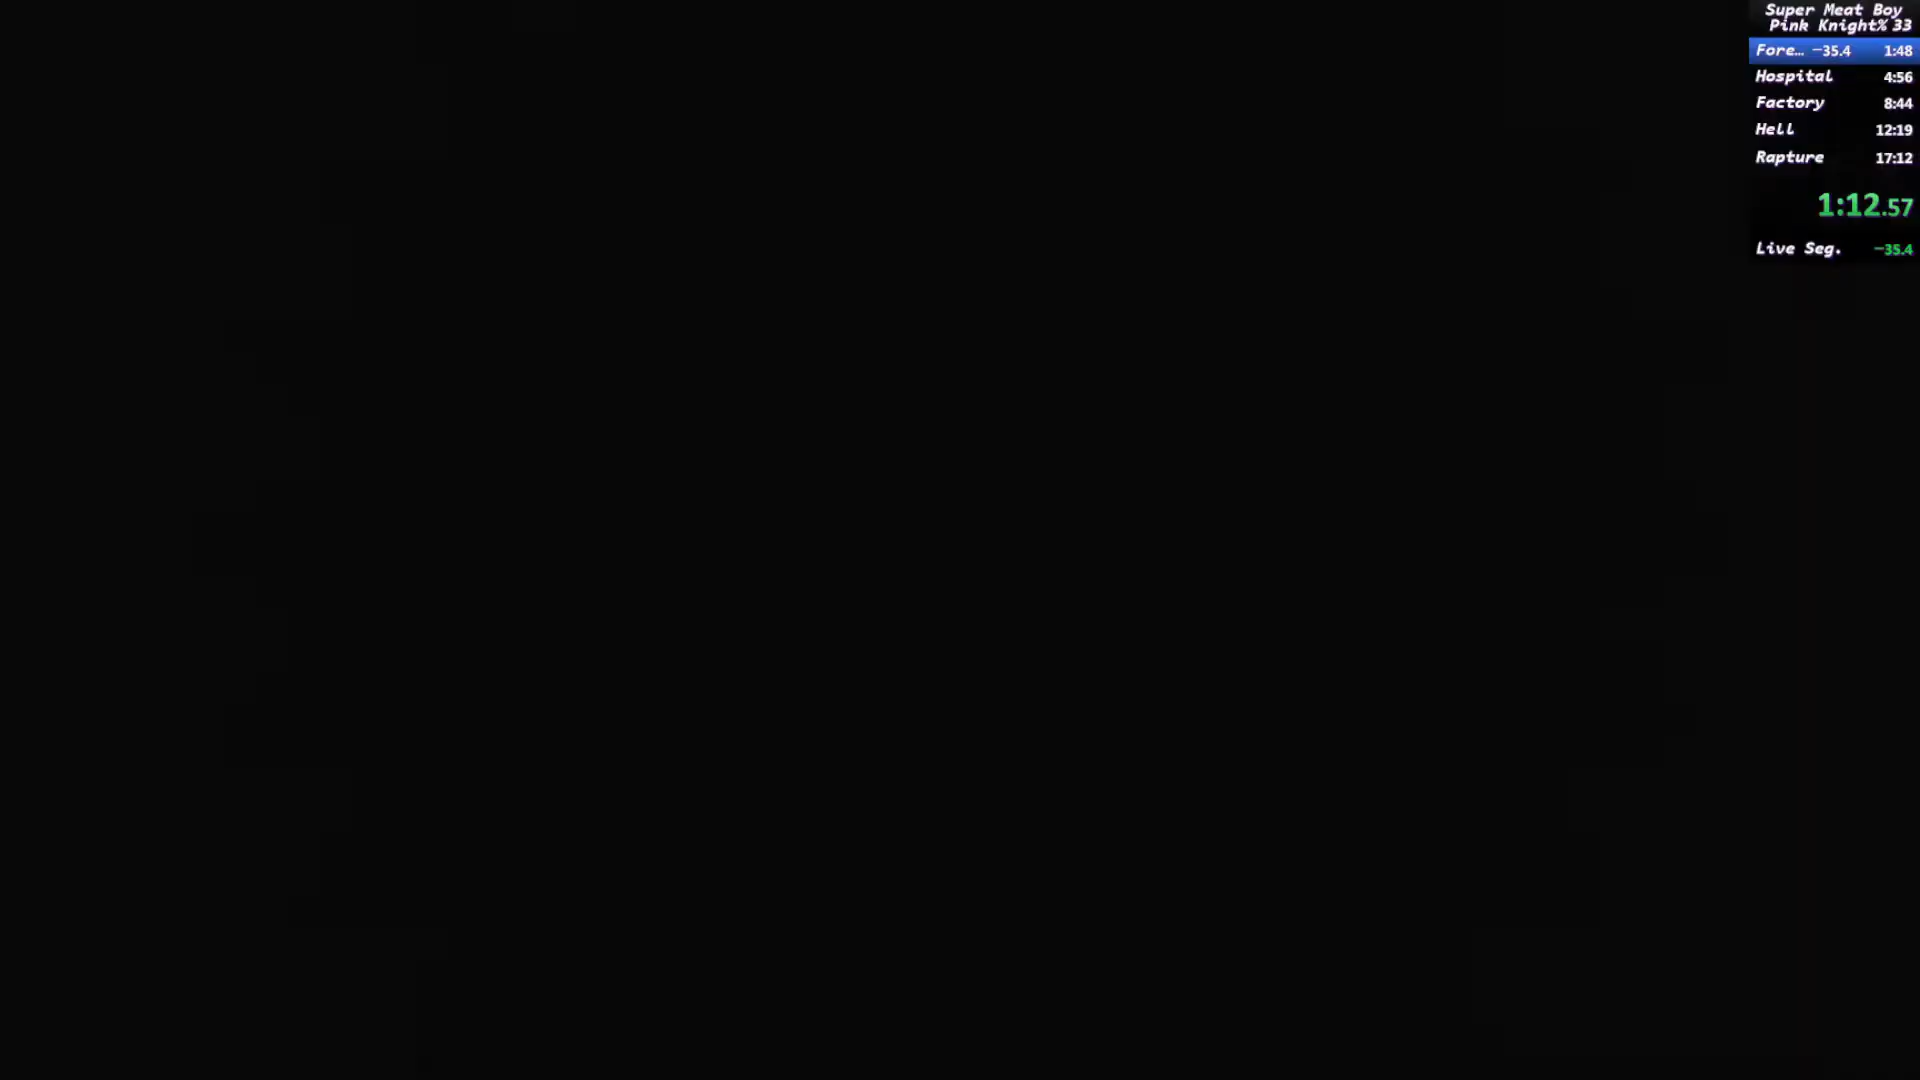 Super Meat Boy
Pink Knight% 33
Fore… −35.4 1:48
Hospital 4:56
Factory 8:44
Hell 12:19
Rapture 17:12
1:12.57
Live Seg. −35.4